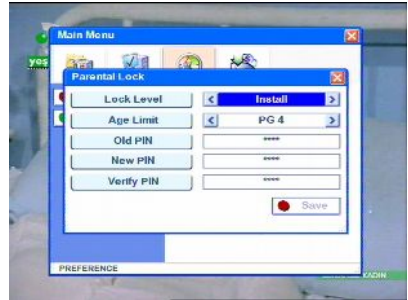 Main Menu
yes
Parental Lock
Lock Level
Install
Age Limit
PG 4
Old PIN
****
New PIN
****
Verify PIN
****
Save
PREFERENCE
KADIN